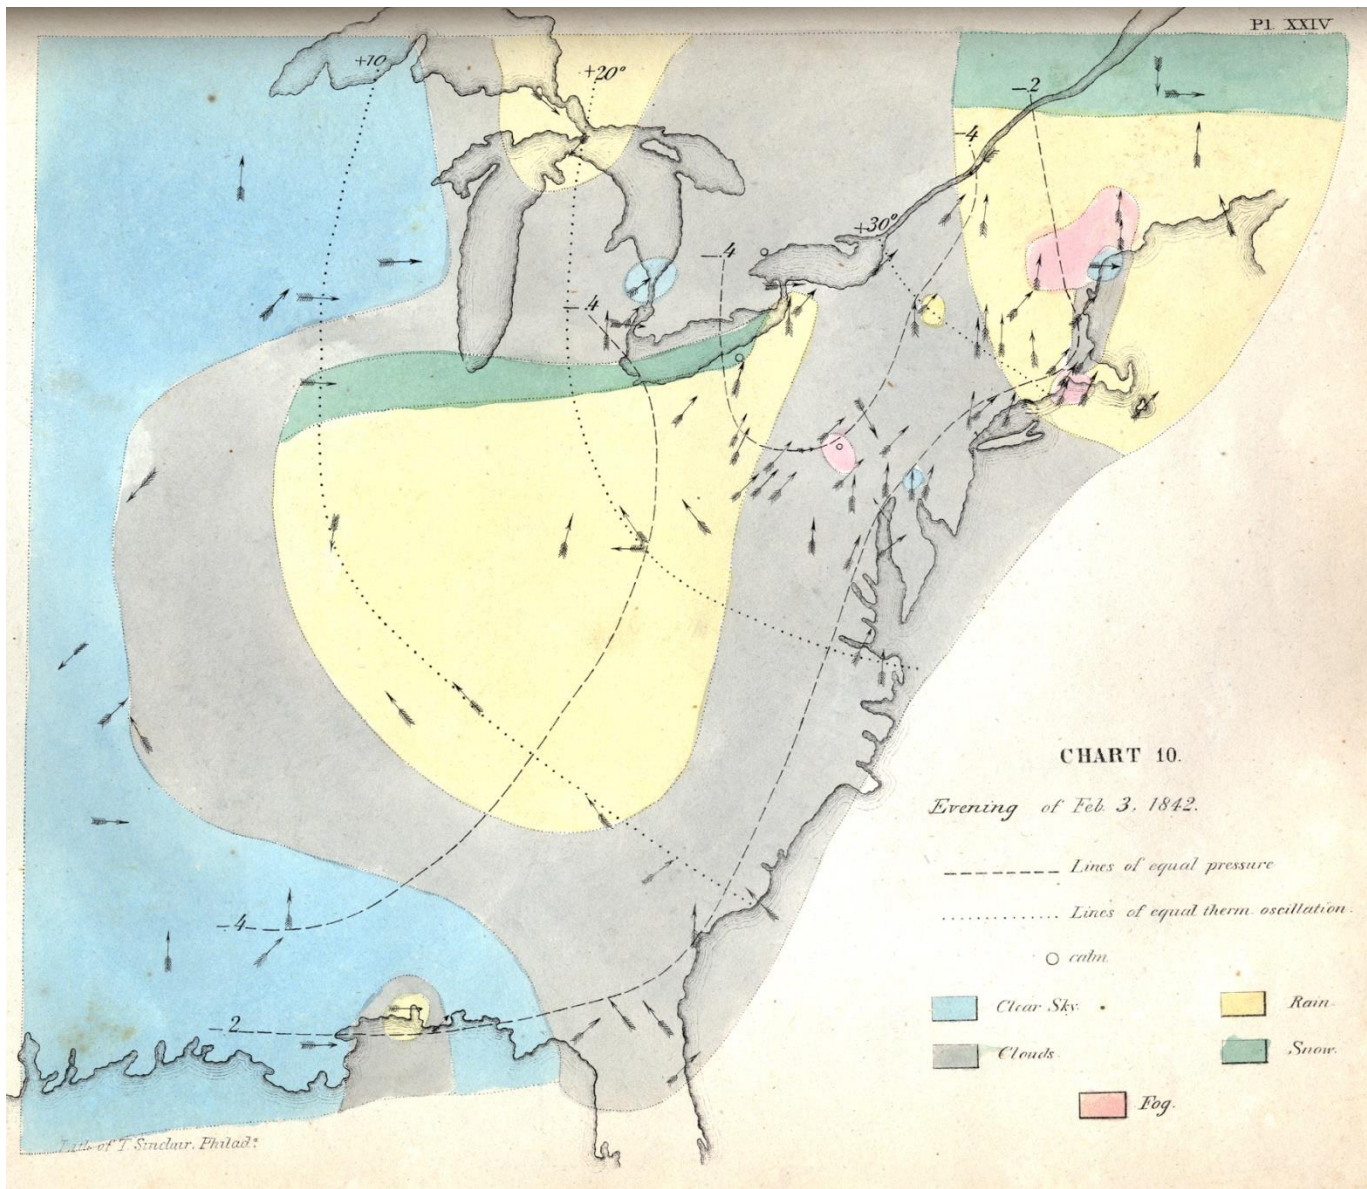 Pl. XXIV
+10
+20°
-2
-4
+30°
-4
-4
-4
-2
CHART 10.
Evening of Feb. 3, 1842.
Lines of equal pressure
Lines of equal therm. oscillation.
calm
Clear Sky.
Rain.
Clouds.
Snow.
Fog.
Lith. of T. Sinclair, Philad.ª